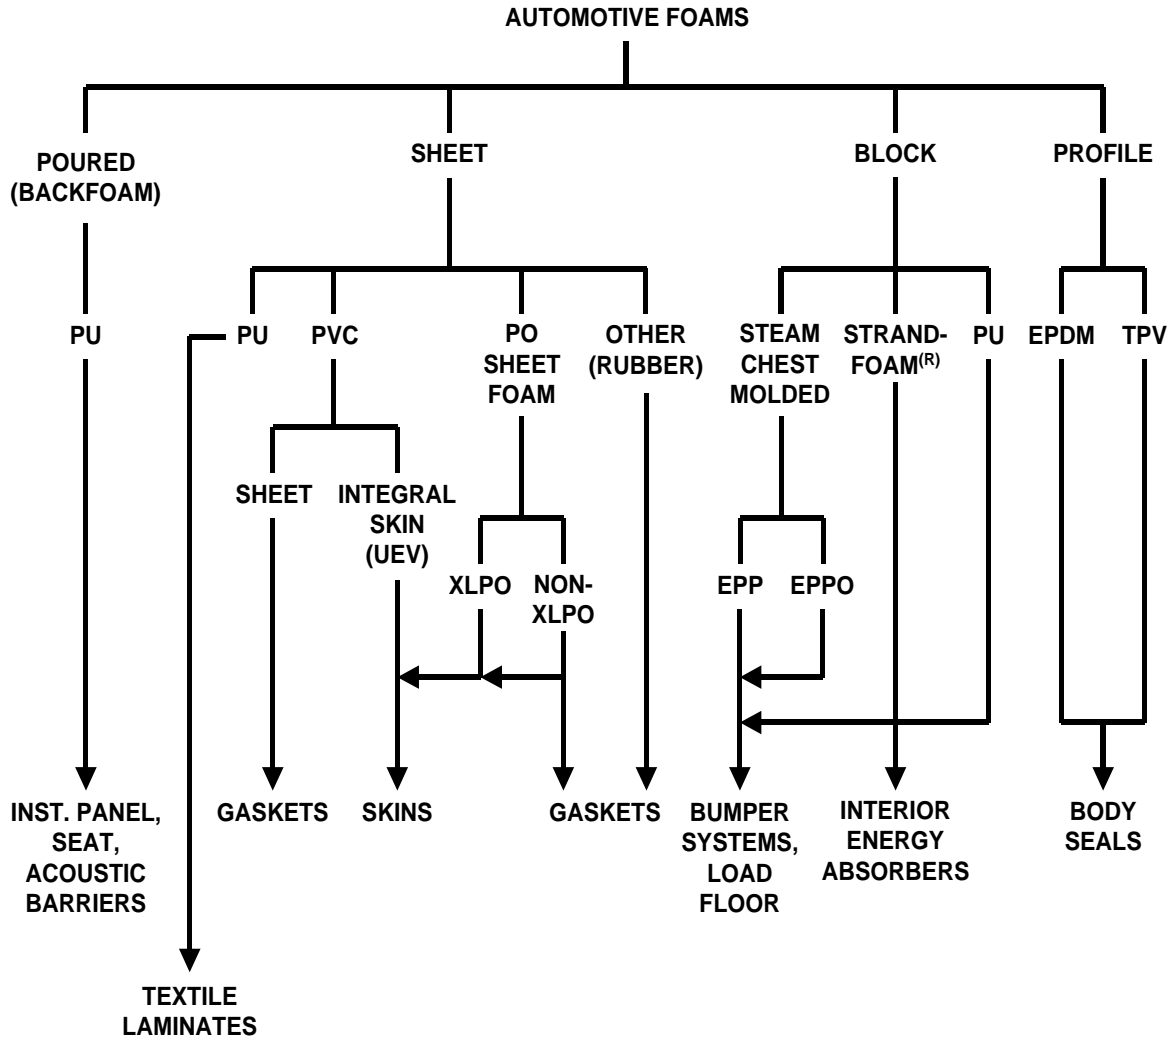 AUTOMOTIVE FOAMS
POURED
(BACKFOAM)
SHEET
BLOCK
PROFILE
PU
PU
PVC
PO
SHEET
FOAM
OTHER
(RUBBER)
STEAM
CHEST
MOLDED
STRAND-
FOAM(R)
PU
EPDM
TPV
SHEET
INTEGRAL
SKIN
(UEV)
XLPO
NON-
XLPO
EPP
EPPO
INST. PANEL,
SEAT,
ACOUSTIC
BARRIERS
GASKETS
SKINS
GASKETS
BUMPER
SYSTEMS,
LOAD
FLOOR
INTERIOR
ENERGY
ABSORBERS
BODY
SEALS
TEXTILE
LAMINATES